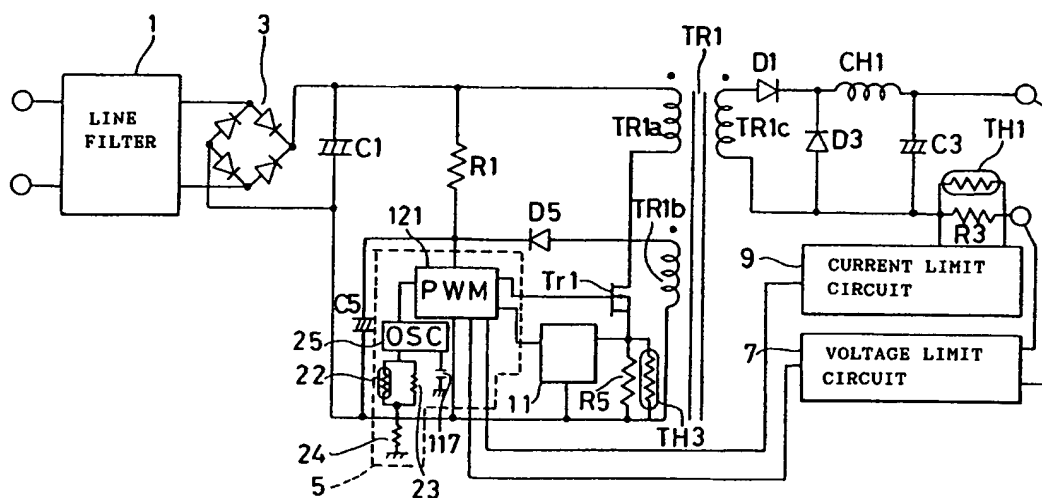 1
3
LINE
FILTER
C1
R1
TR1
TR1a
TR1c
TR1b
D1
CH1
D3
C3
TH1
R3
D5
121
PWM
Tr1
C5
OSC
25
22
23
24
117
5
11
R5
TH3
9
CURRENT LIMIT
CIRCUIT
7
VOLTAGE LIMIT
CIRCUIT